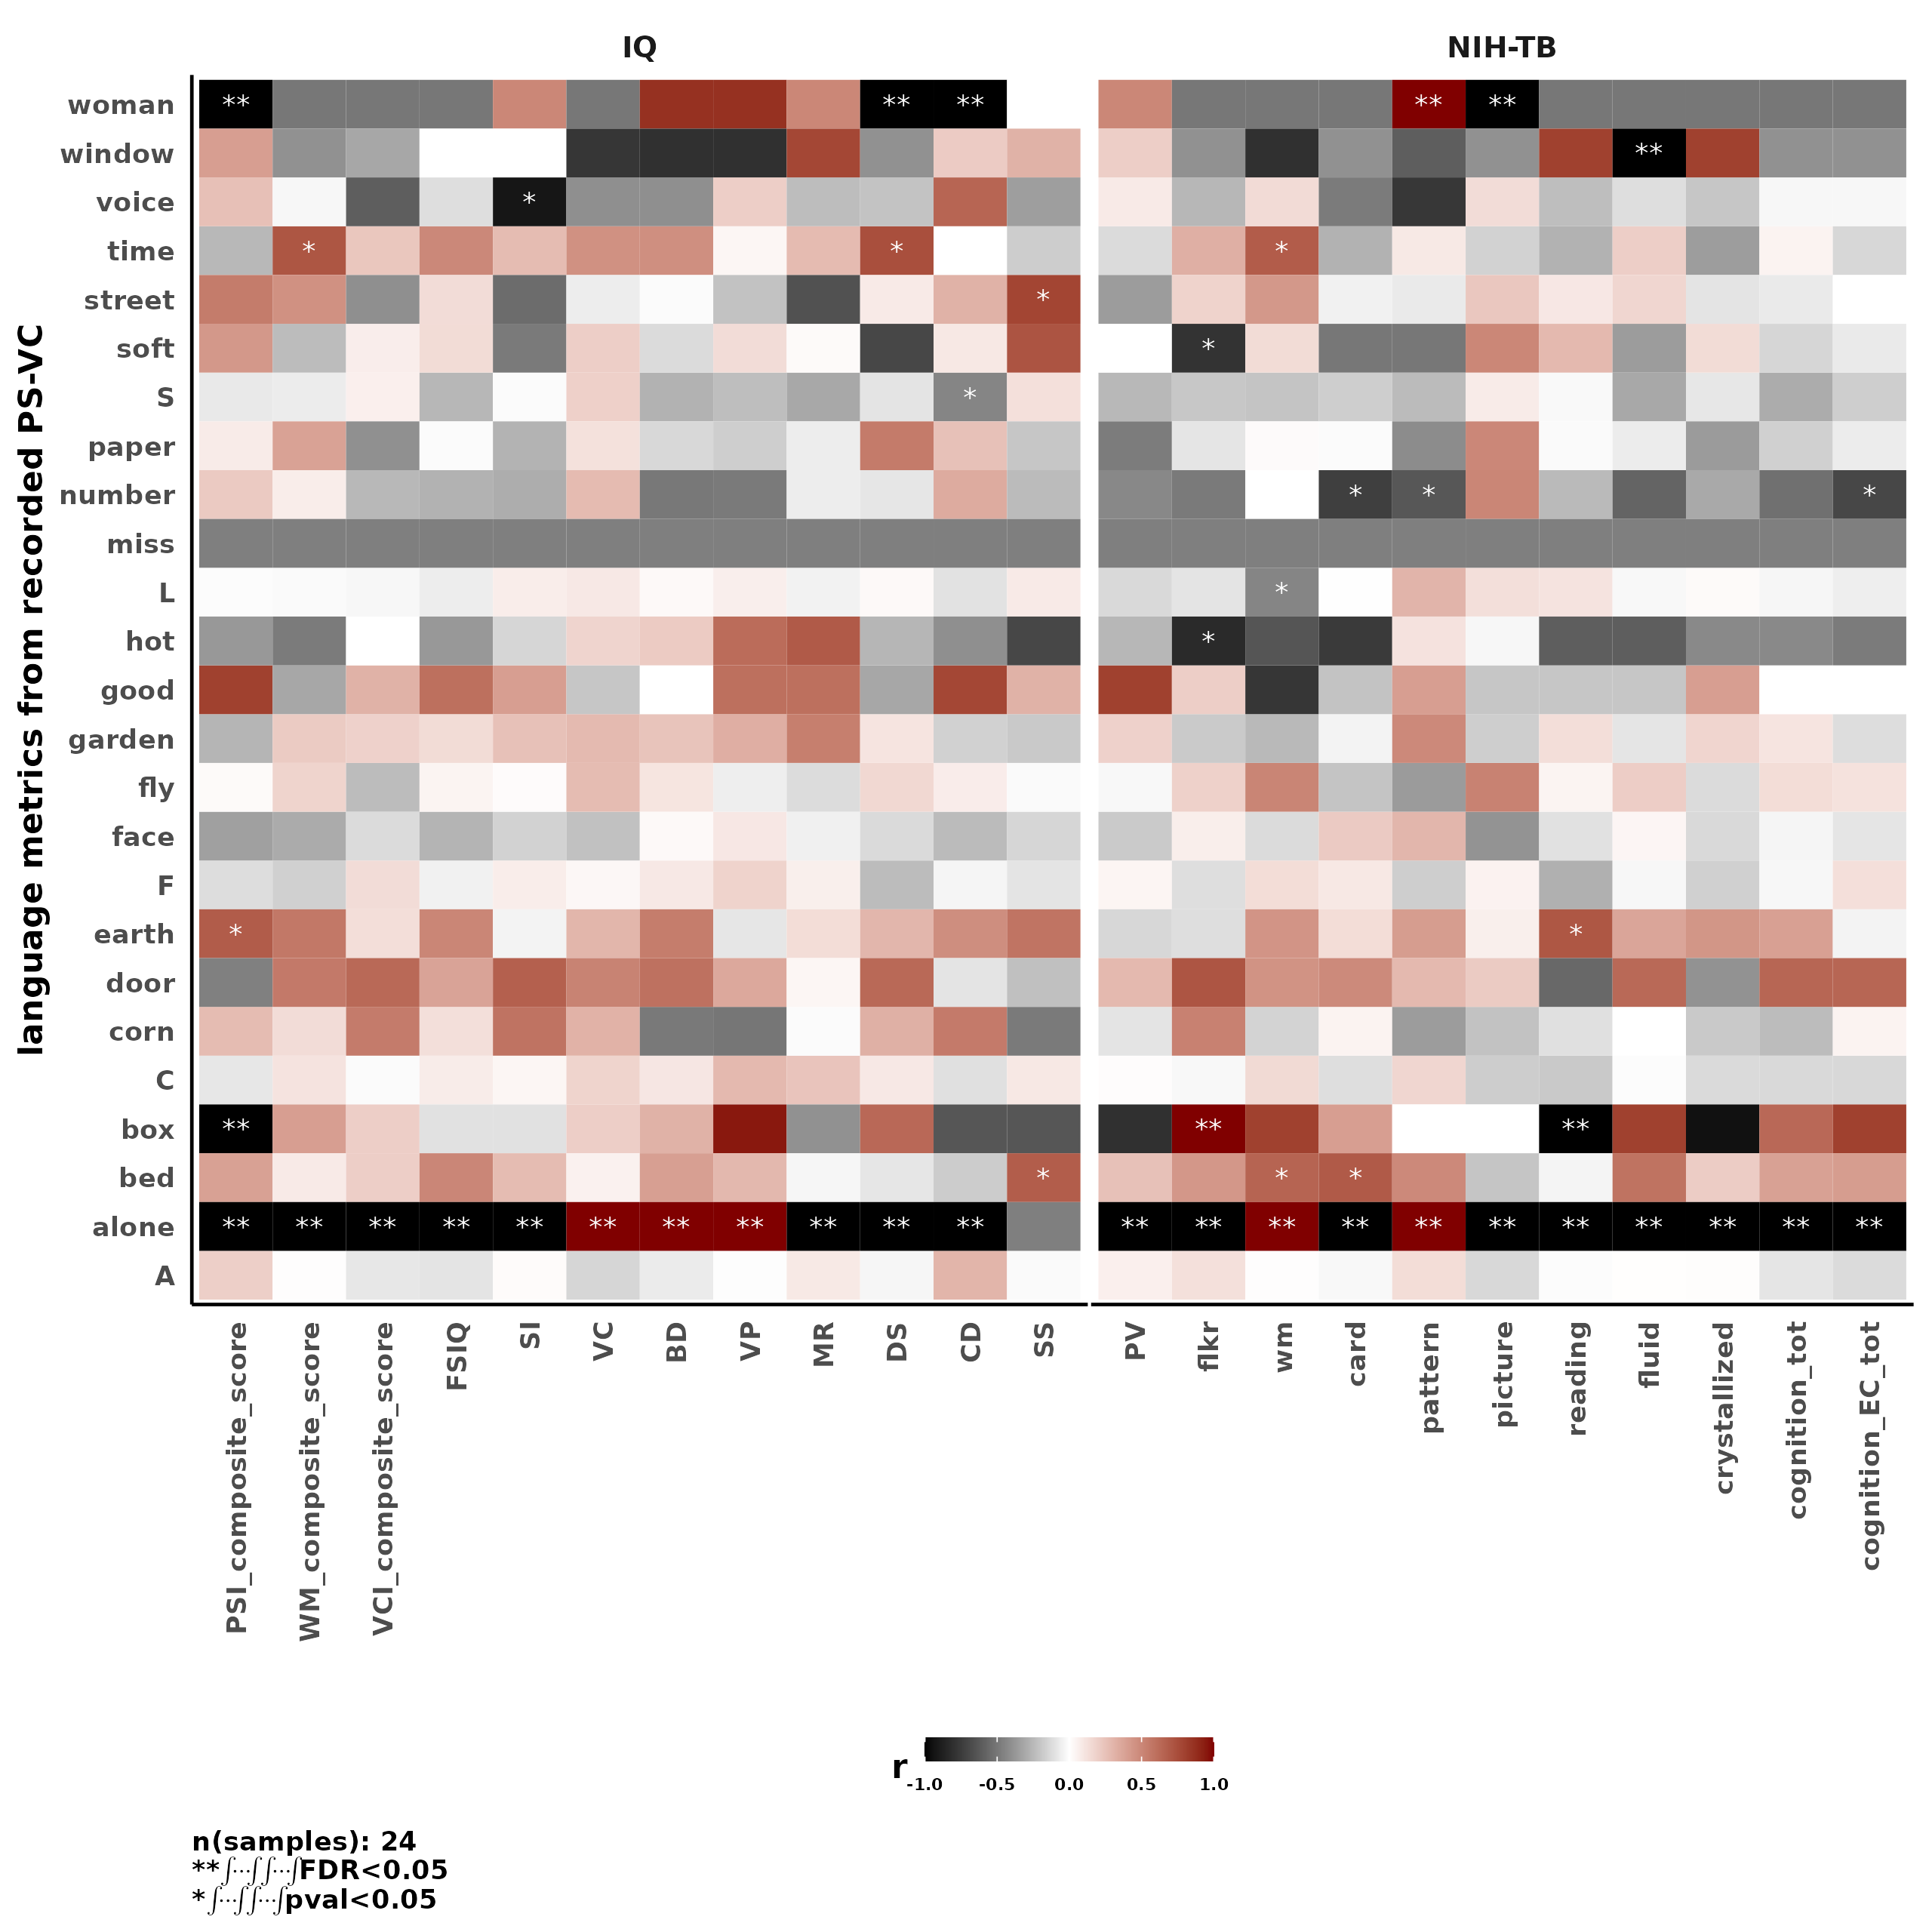 IQ NIH-TB
language metrics from recorded PS-VC
woman ** ** ** ** **
window **
voice *
time * * *
street *
soft *
S *
paper
number * * *
miss
L *
hot *
good
garden
fly
face
F
earth * *
door
corn
C
box ** ** **
bed * * *
alone ** ** ** ** ** ** ** ** ** ** ** ** ** ** ** ** ** ** ** ** ** **
A
PSI_composite_score
WM_composite_score
VCI_composite_score
FSIQ
SI
VC
BD
VP
MR
DS
CD
SS
PV
flkr
wm
card
pattern
picture
reading
fluid
crystallized
cognition_tot
cognition_EC_tot
r
-1.0 -0.5 0.0 0.5 1.0
n(samples): 24
**∫⋯∫∫⋯∫FDR<0.05
*∫⋯∫∫⋯∫pval<0.05